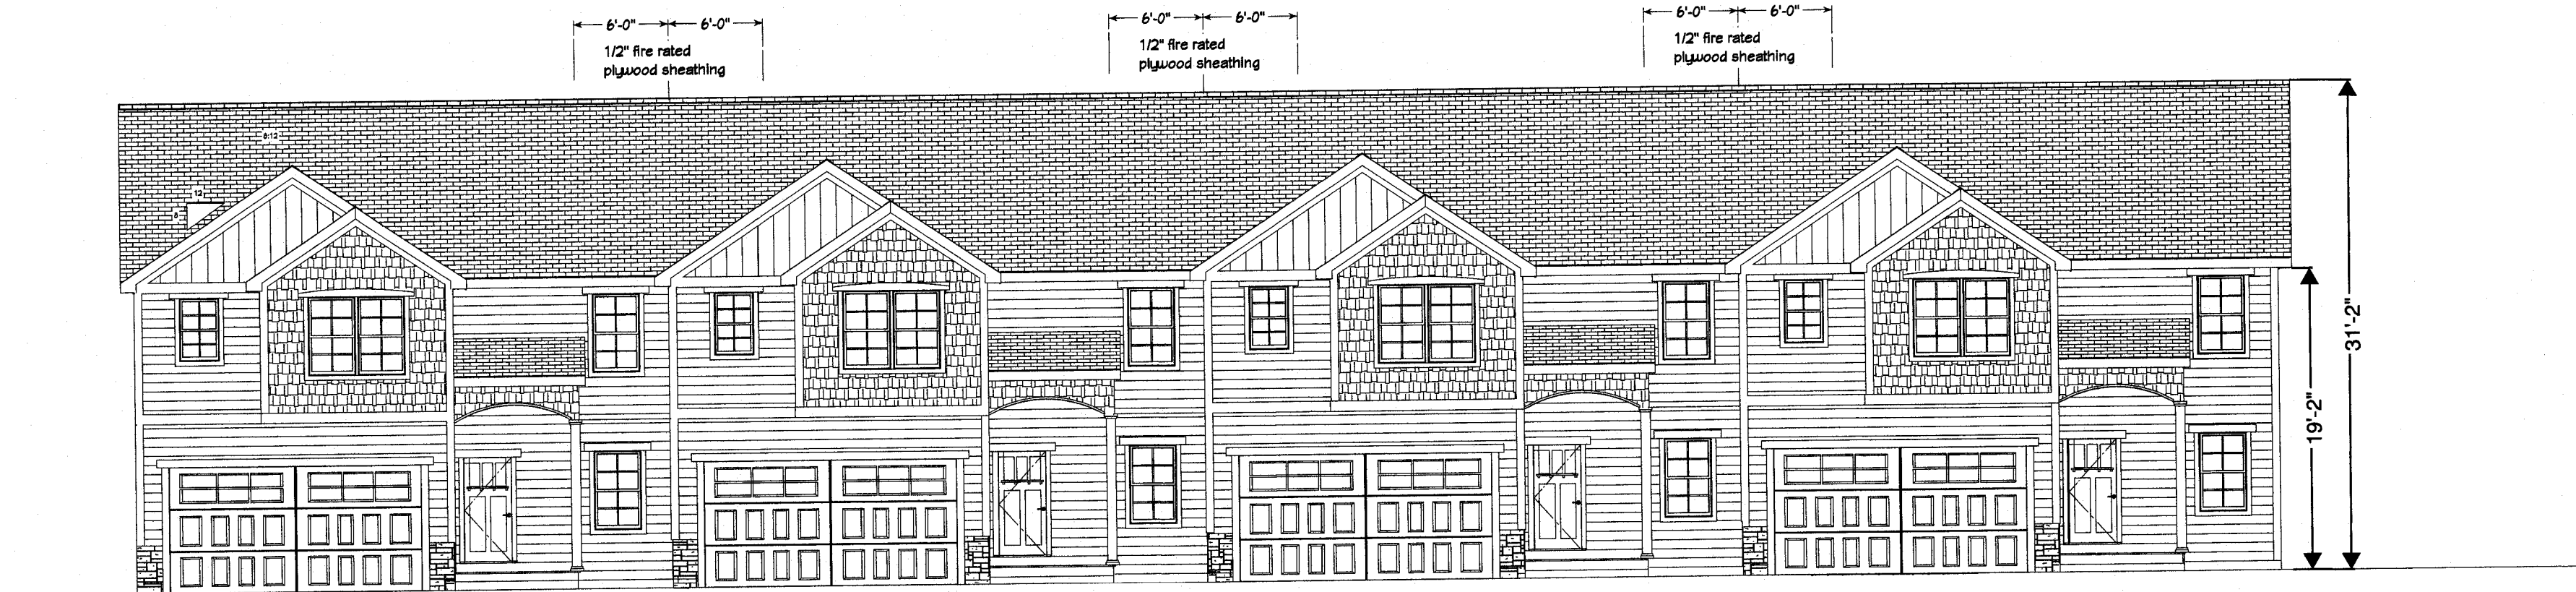 6'-0" 6'-0"
1/2" fire rated
plywood sheathing
6'-0" 6'-0"
1/2" fire rated
plywood sheathing
6'-0" 6'-0"
1/2" fire rated
plywood sheathing
8:12
12
8
31'-2"
19'-2"